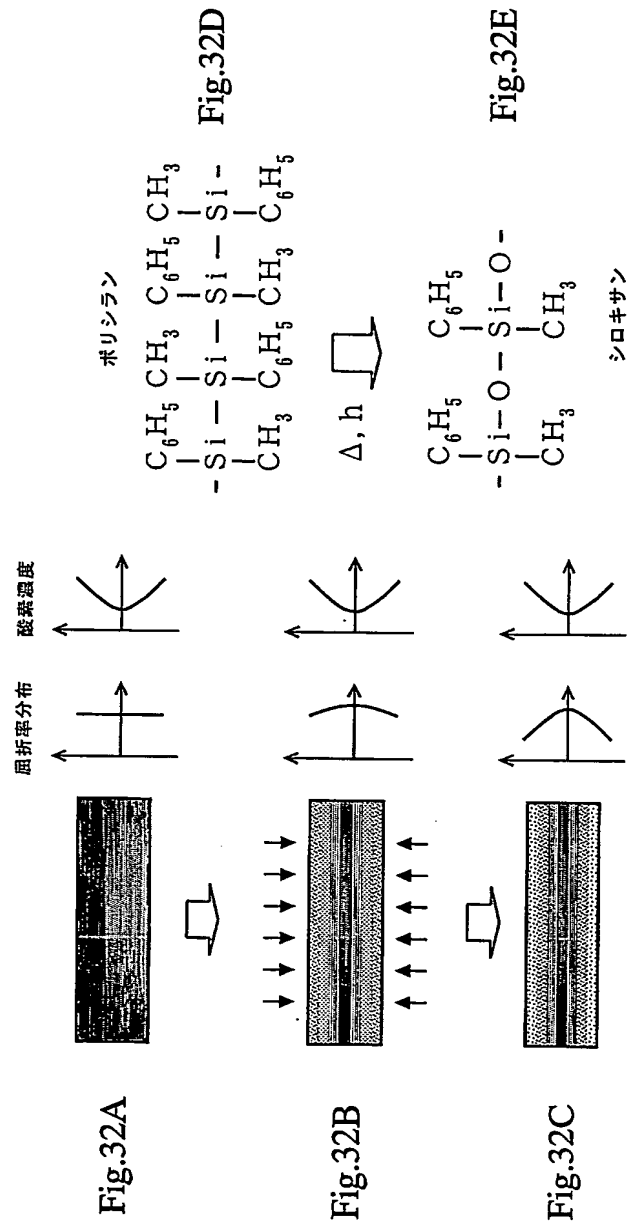 屈折率分布
酸素濃度
Fig.32A
Fig.32B
Fig.32C
ポリシラン
C₆H₅ CH₃ C₆H₅ CH₃
-Si—Si—Si—Si-
CH₃ C₆H₅ CH₃ C₆H₅
Fig.32D
Δ, h
C₆H₅ C₆H₅
-Si—O—Si—O-
CH₃ CH₃
シロキサン
Fig.32E